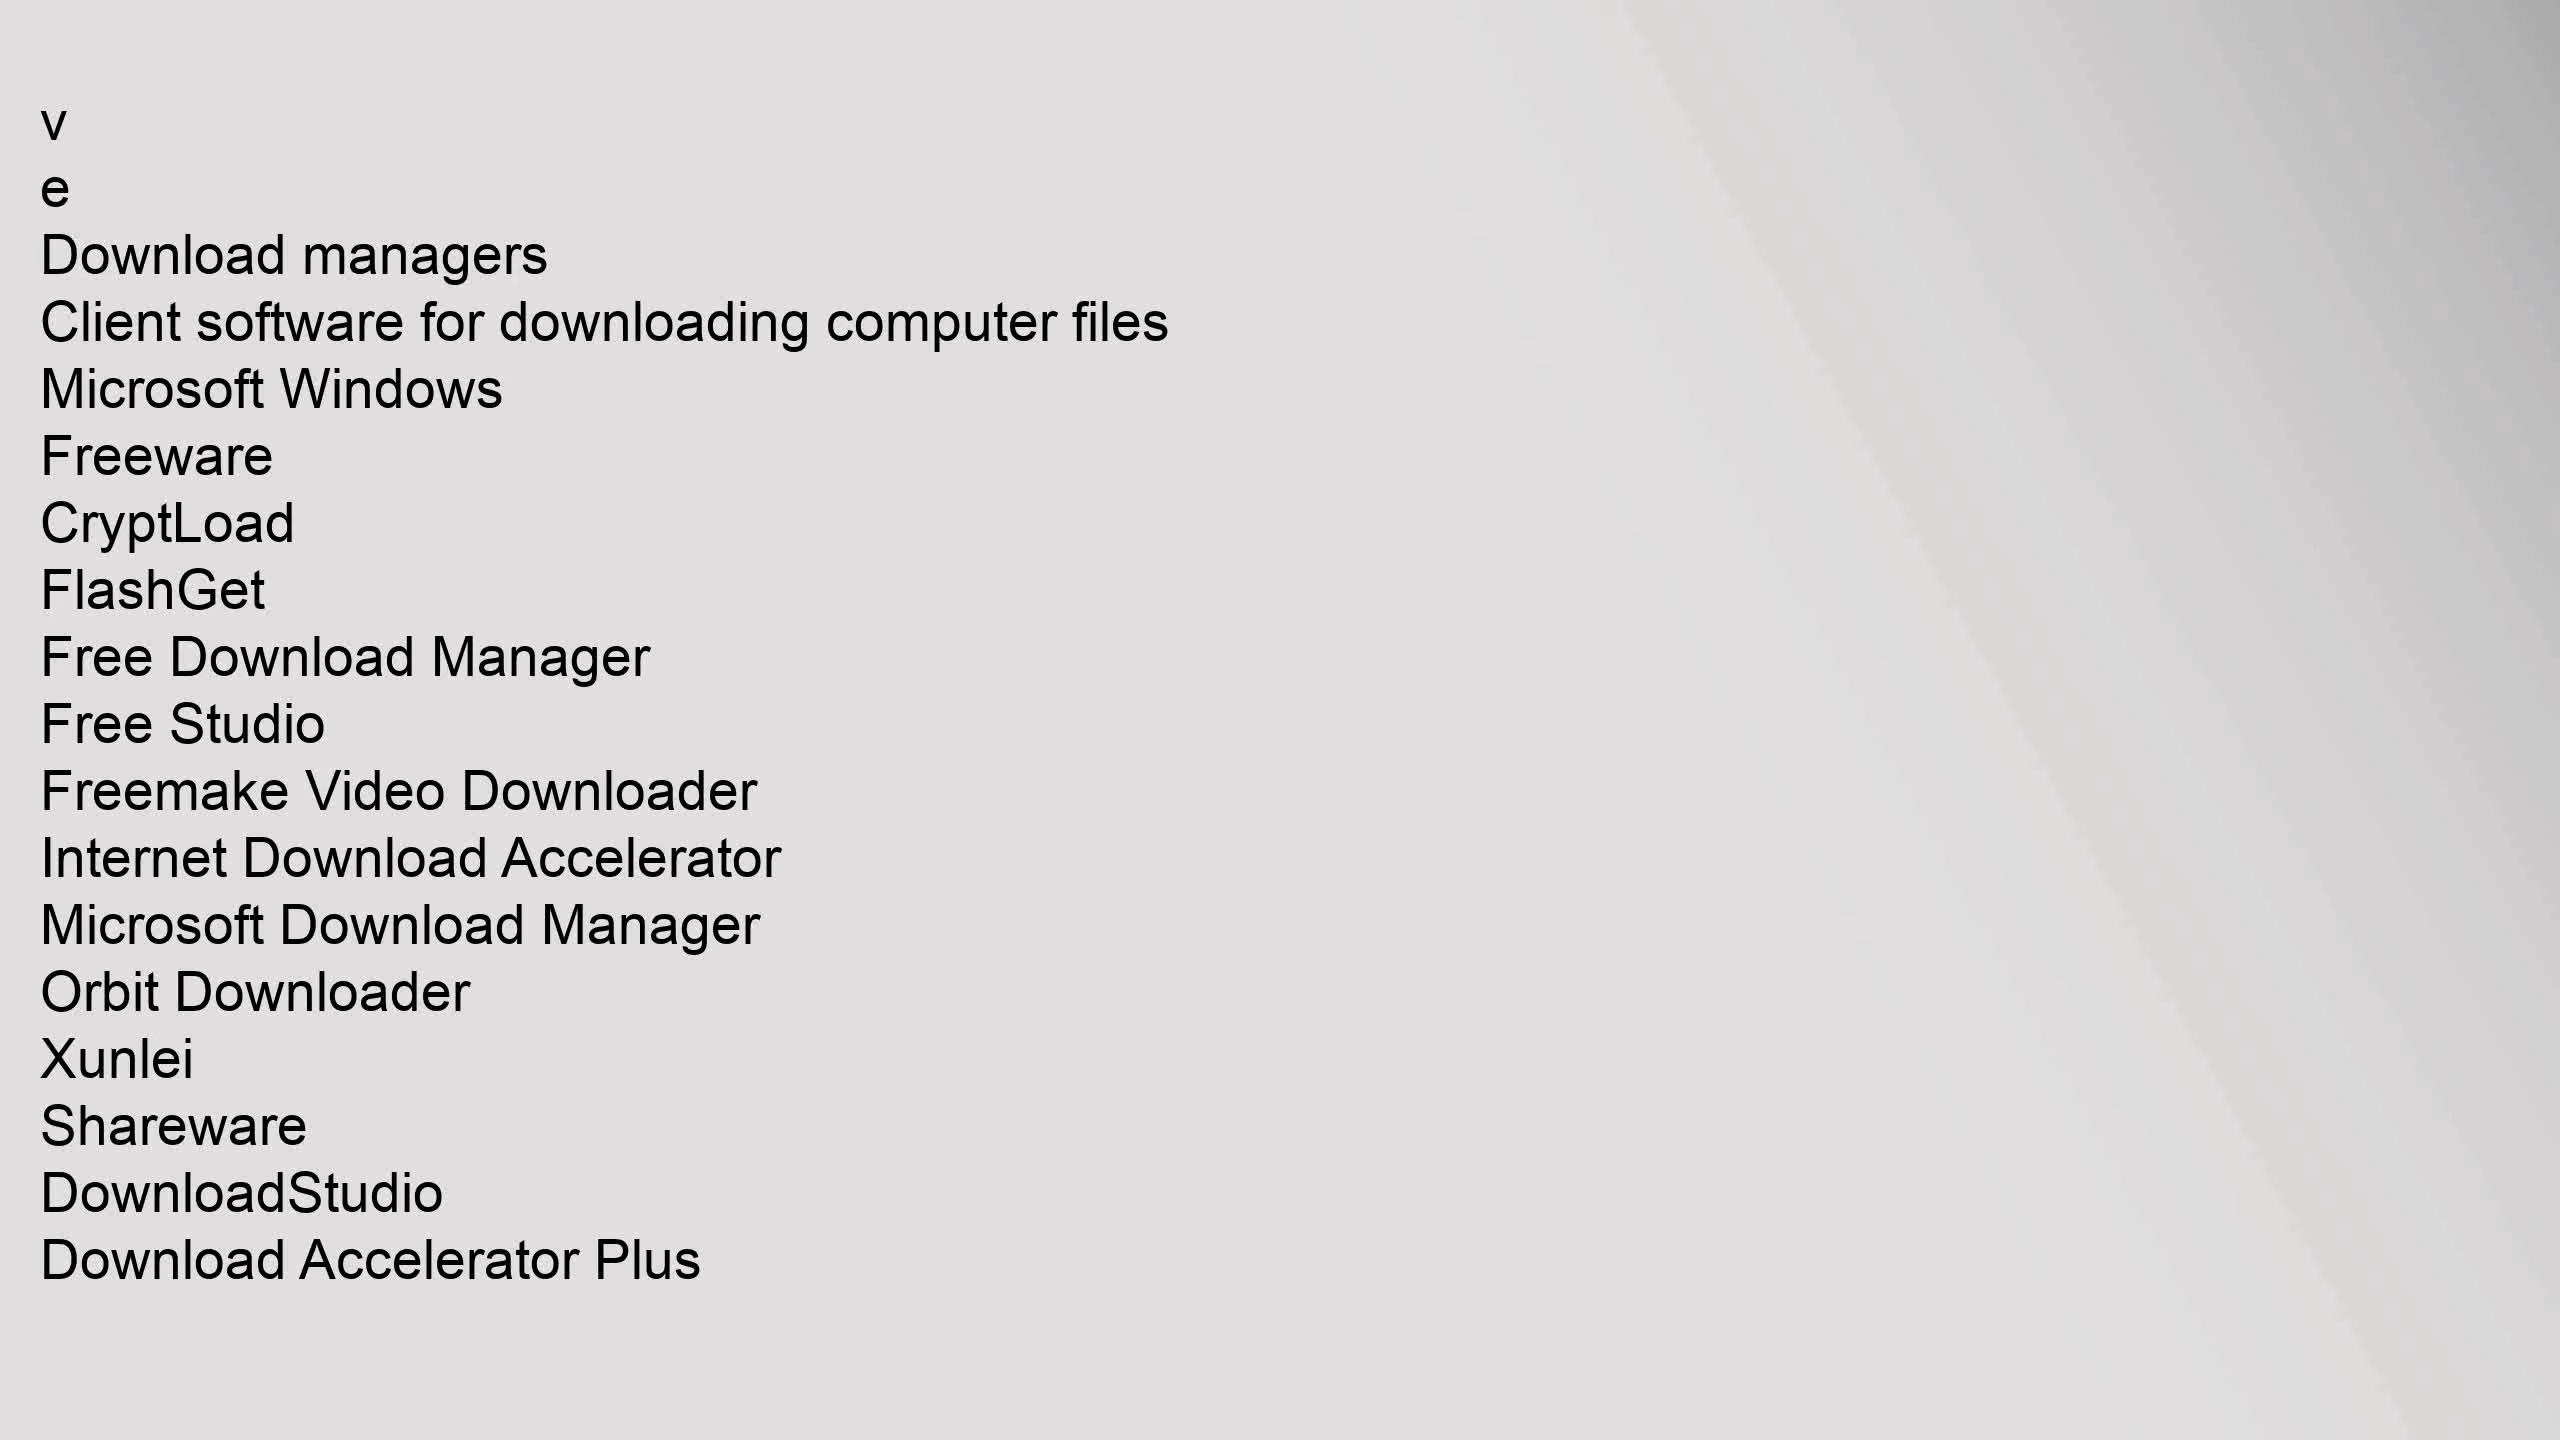 v
e
Download managers
Client software for downloading computer files
Microsoft Windows
Freeware
CryptLoad
FlashGet
Free Download Manager
Free Studio
Freemake Video Downloader
Internet Download Accelerator
Microsoft Download Manager
Orbit Downloader
Xunlei
Shareware
DownloadStudio
Download Accelerator Plus